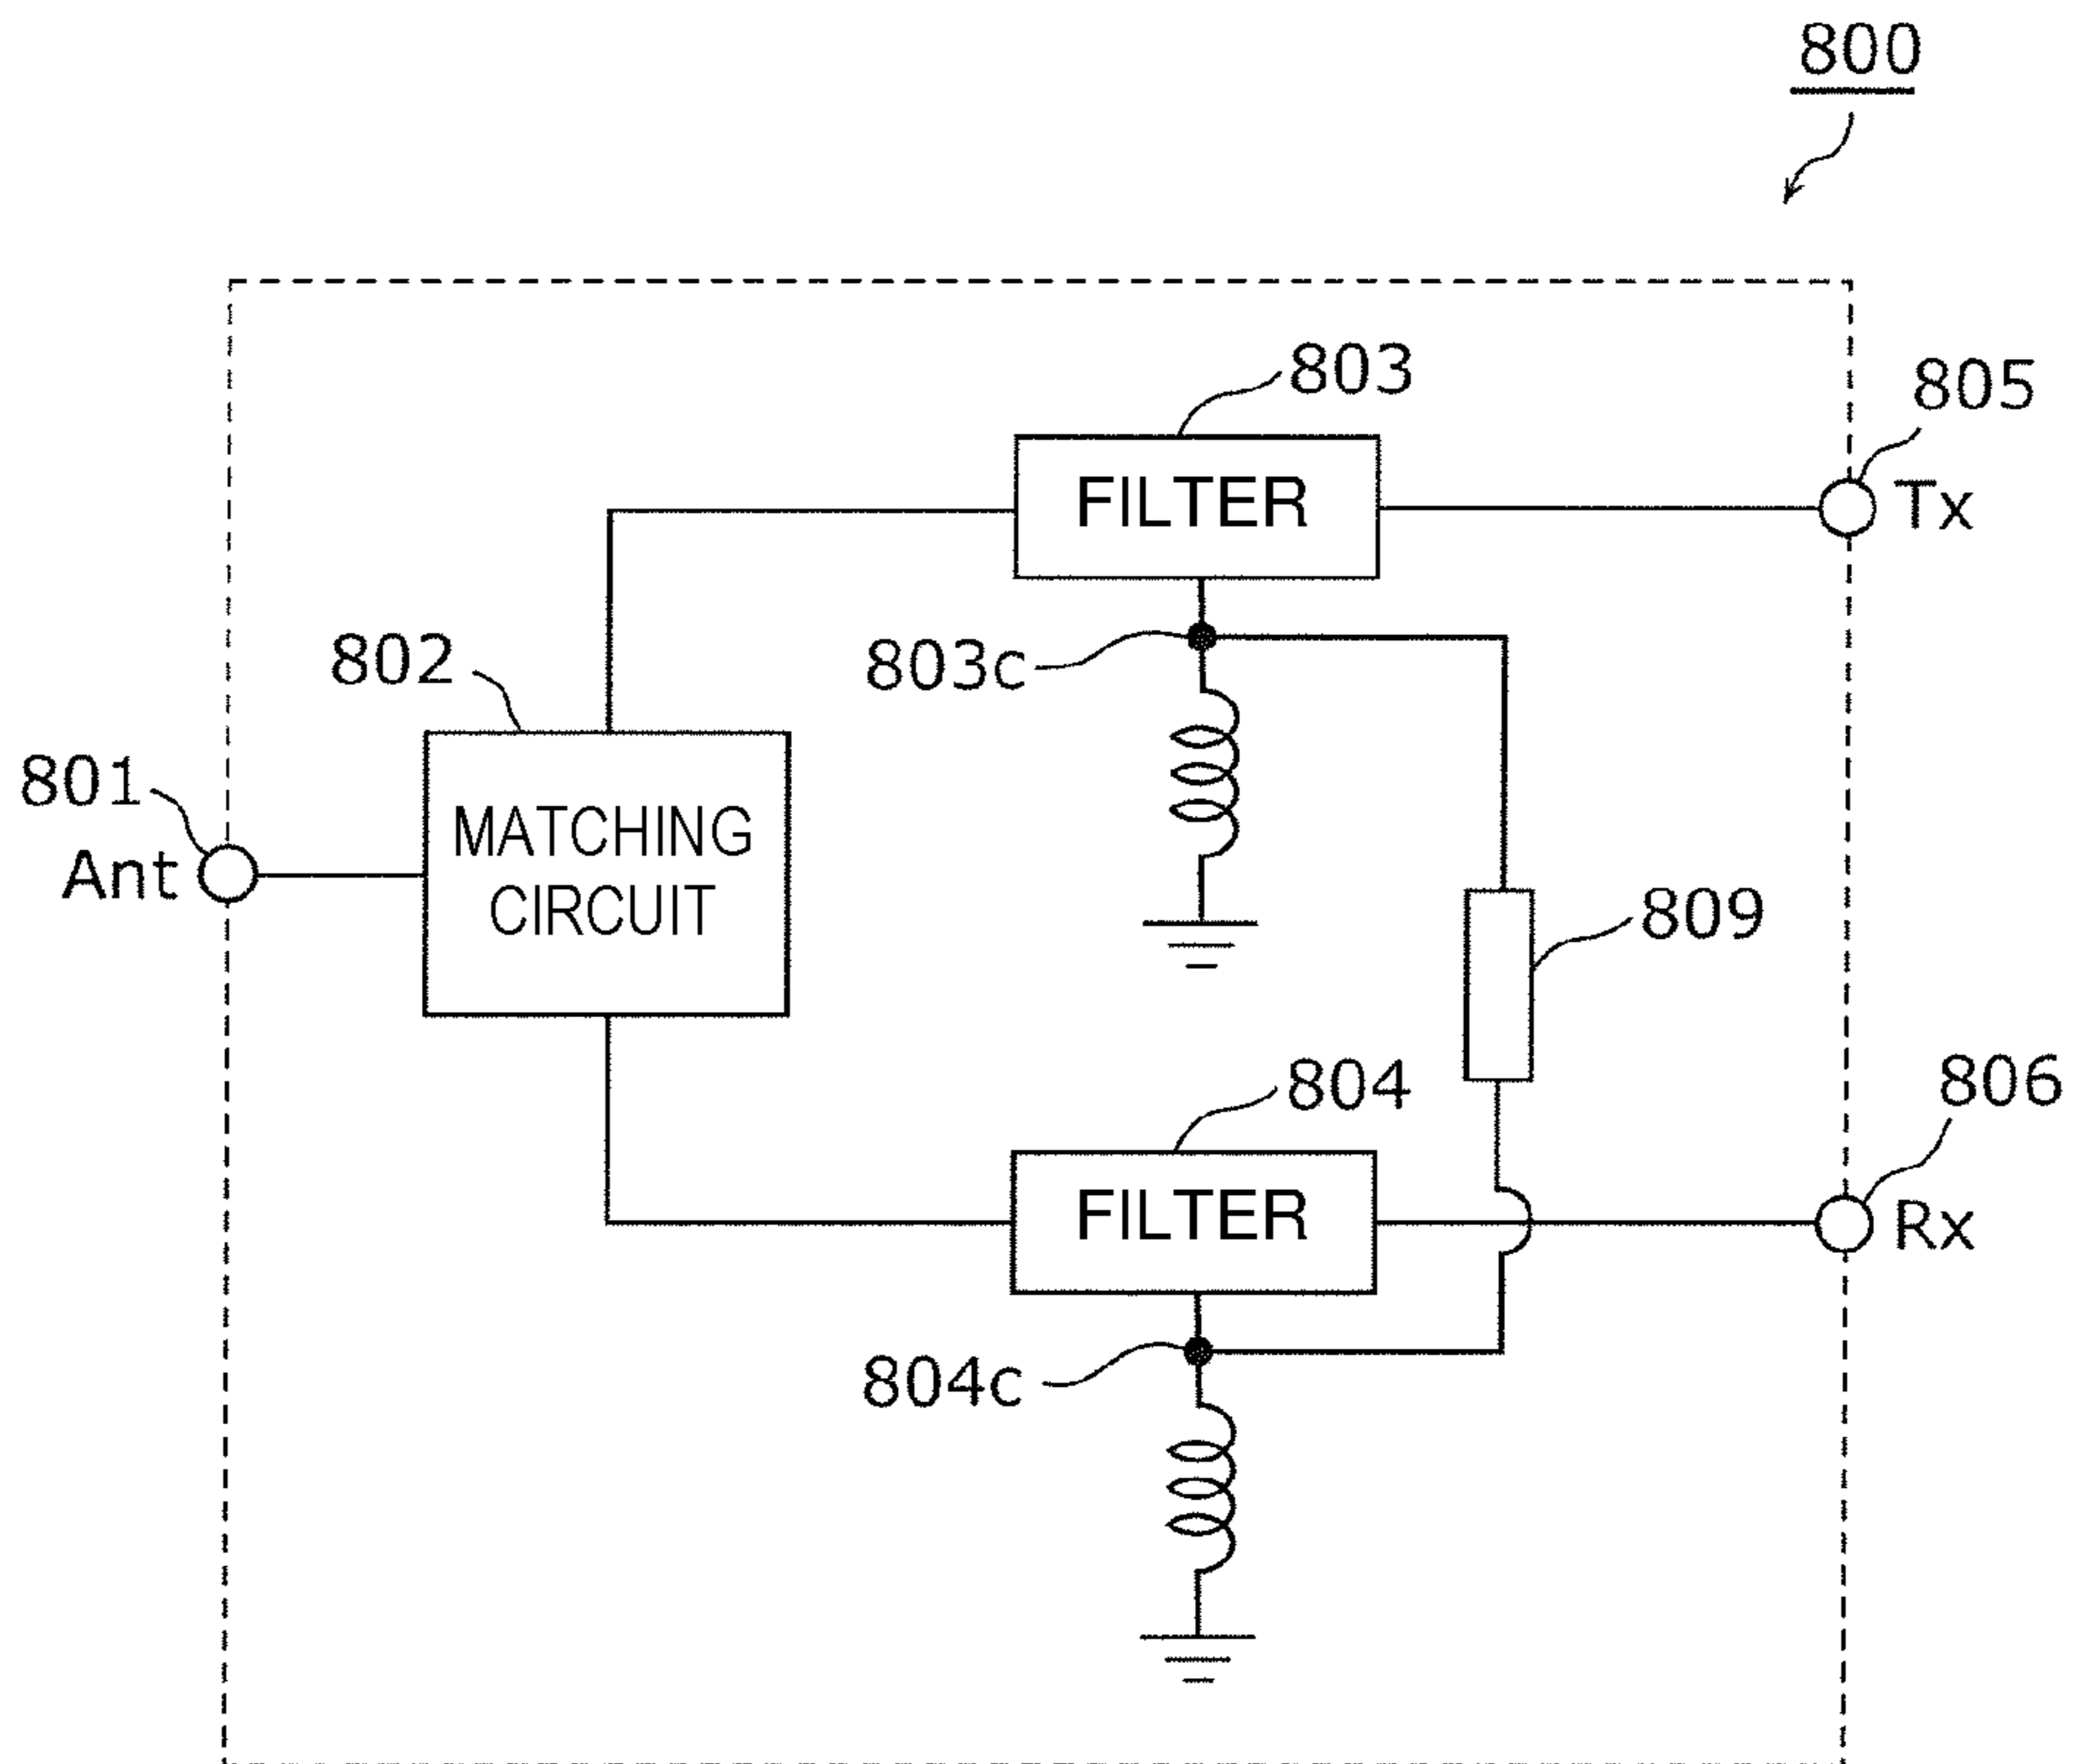 800
803
FILTER
805
Tx
803c
802
801
Ant
MATCHING
CIRCUIT
809
804
FILTER
806
Rx
804c